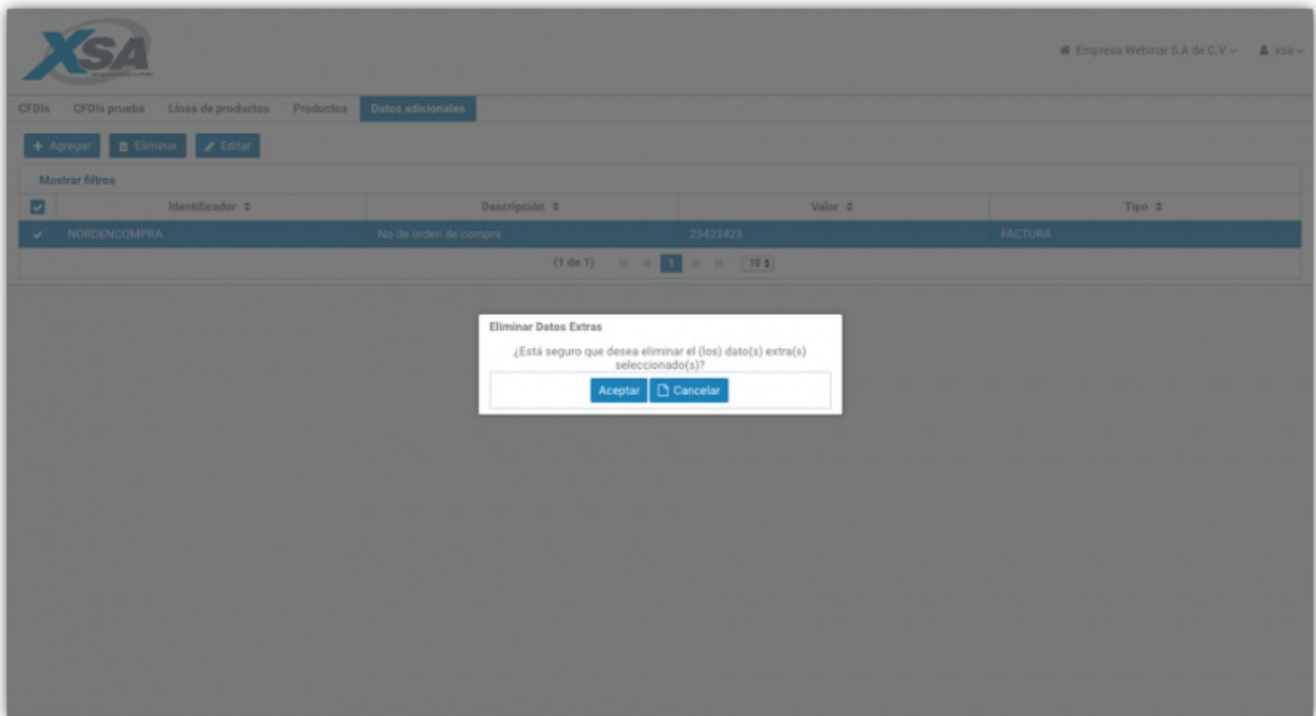 XSA
Empresa Webinar S.A de C.V xsa
CFDIs CFDIs prueba Línea de productos Productos Datos adicionales
Agregar Eliminar Editar
Mostrar filtros
Identificador Descripción Valor Tipo
NORDENCOMPRA No de orden de compra 23423423 FACTURA
(1 de 1) 1 10
Eliminar Datos Extras
¿Está seguro que desea eliminar el (los) dato(s) extra(s)
seleccionado(s)?
Aceptar Cancelar